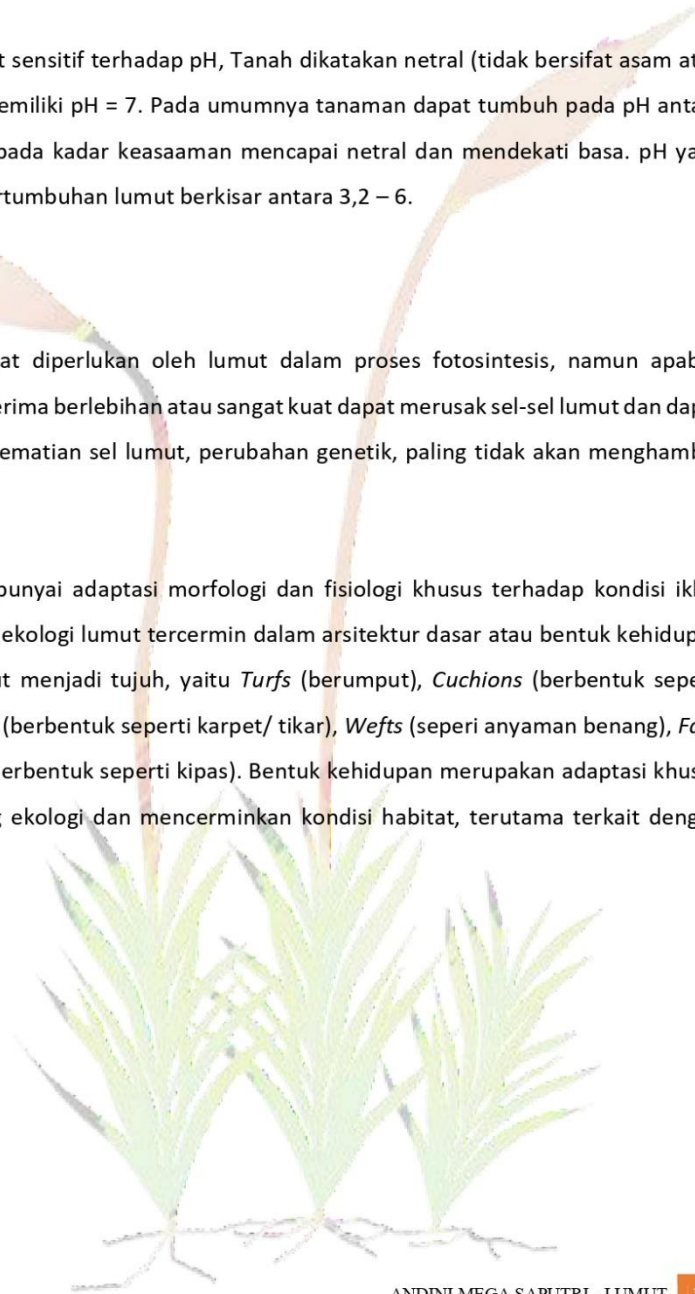 t sensitif terhadap pH, Tanah dikatakan netral (tidak bersifat asam at
emiliki pH = 7. Pada umumnya tanaman dapat tumbuh pada pH anta
pada kadar keasaaman mencapai netral dan mendekati basa. pH ya
rtumbuhan lumut berkisar antara 3,2 – 6.
at diperlukan oleh lumut dalam proses fotosintesis, namun apab
erima berlebihan atau sangat kuat dapat merusak sel-sel lumut dan dap
ematian sel lumut, perubahan genetik, paling tidak akan menghamb
punyai adaptasi morfologi dan fisiologi khusus terhadap kondisi ikl
ekologi lumut tercermin dalam arsitektur dasar atau bentuk kehidup
ut menjadi tujuh, yaitu Turfs (berumput), Cuchions (berbentuk sepe
(berbentuk seperti karpet/ tikar), Wefts (seperi anyaman benang), Fa
berbentuk seperti kipas). Bentuk kehidupan merupakan adaptasi khus
g ekologi dan mencerminkan kondisi habitat, terutama terkait deng
ANDINI MEGA SAPUTRI - LUMUT